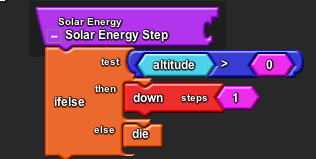 Solar Energy
– Solar Energy Step
test altitude > 0
ifelse
then down steps 1
else die